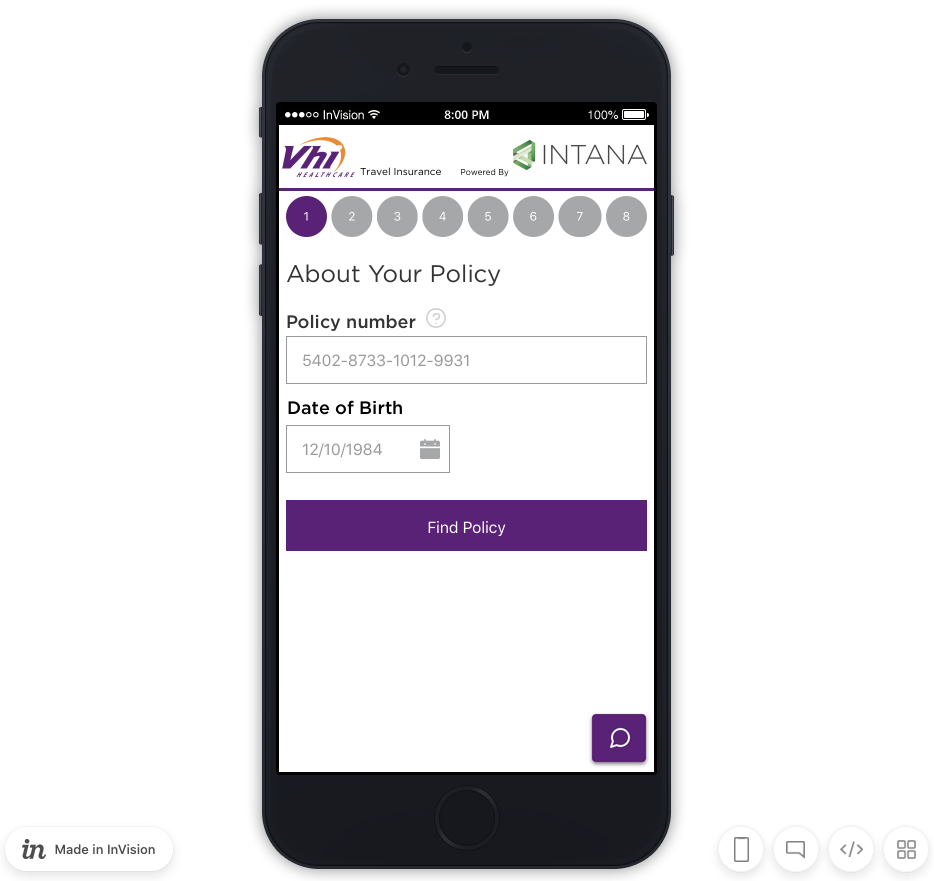 InVision 8:00 PM 100%
Vhi HEALTHCARE Travel Insurance Powered By INTANA
1 2 3 4 5 6 7 8
About Your Policy
Policy number ?
5402-8733-1012-9931
Date of Birth
12/10/1984
Find Policy
in Made in InVision </>